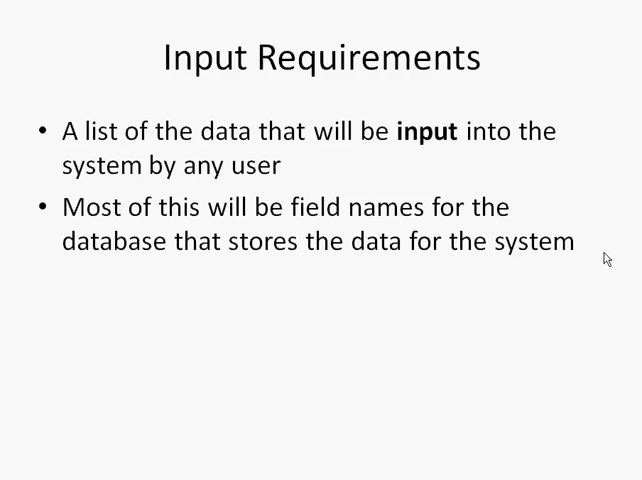 Input Requirements
• A list of the data that will be input into the
system by any user
• Most of this will be field names for the
database that stores the data for the system